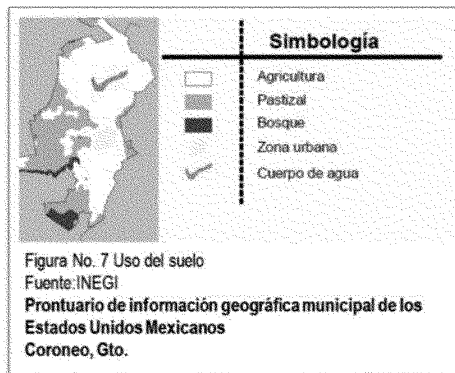 Simbología
Agricultura
Pastizal
Bosque
Zona urbana
Cuerpo de agua
Figura No. 7 Uso del suelo
Fuente:INEGI
Prontuario de información geográfica municipal de los
Estados Unidos Mexicanos
Coroneo, Gto.